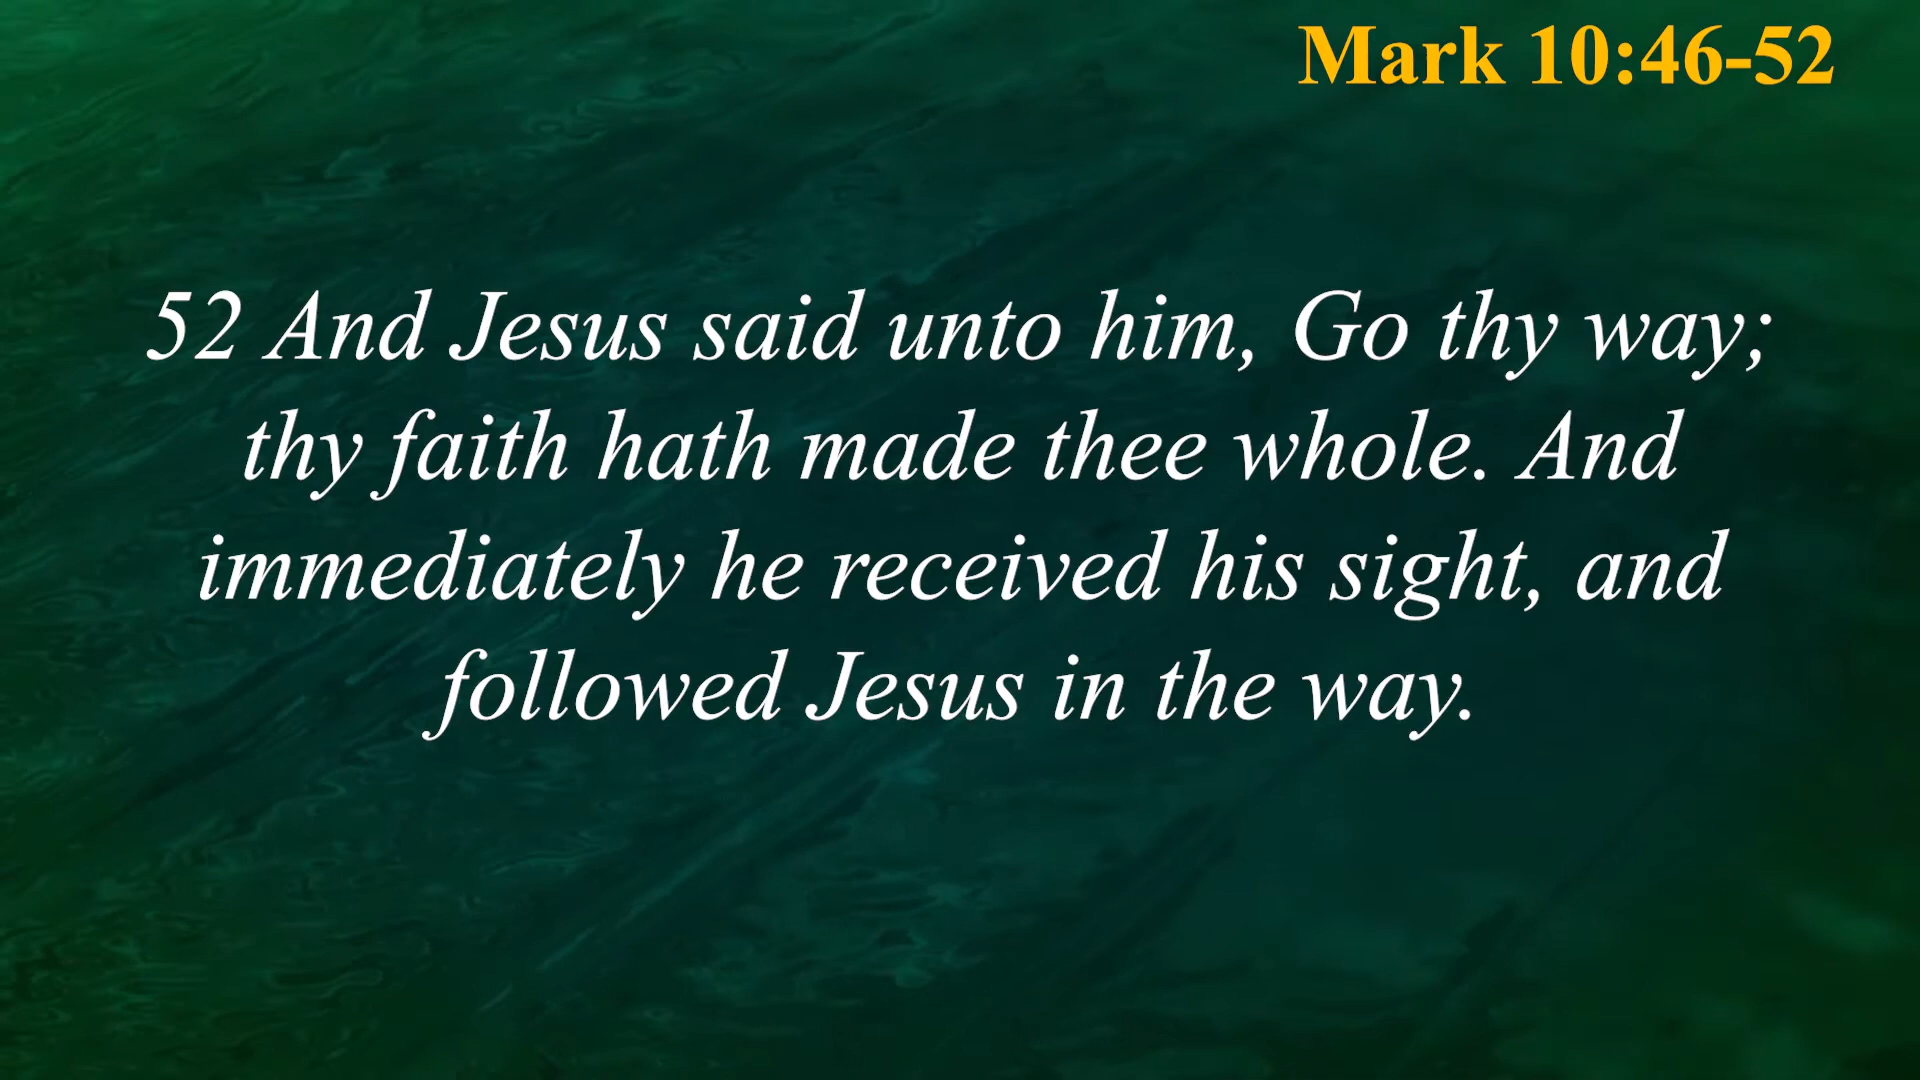 Mark 10:46-52
52 And Jesus said unto him, Go thy way;
thy faith hath made thee whole. And
immediately he received his sight, and
followed Jesus in the way.